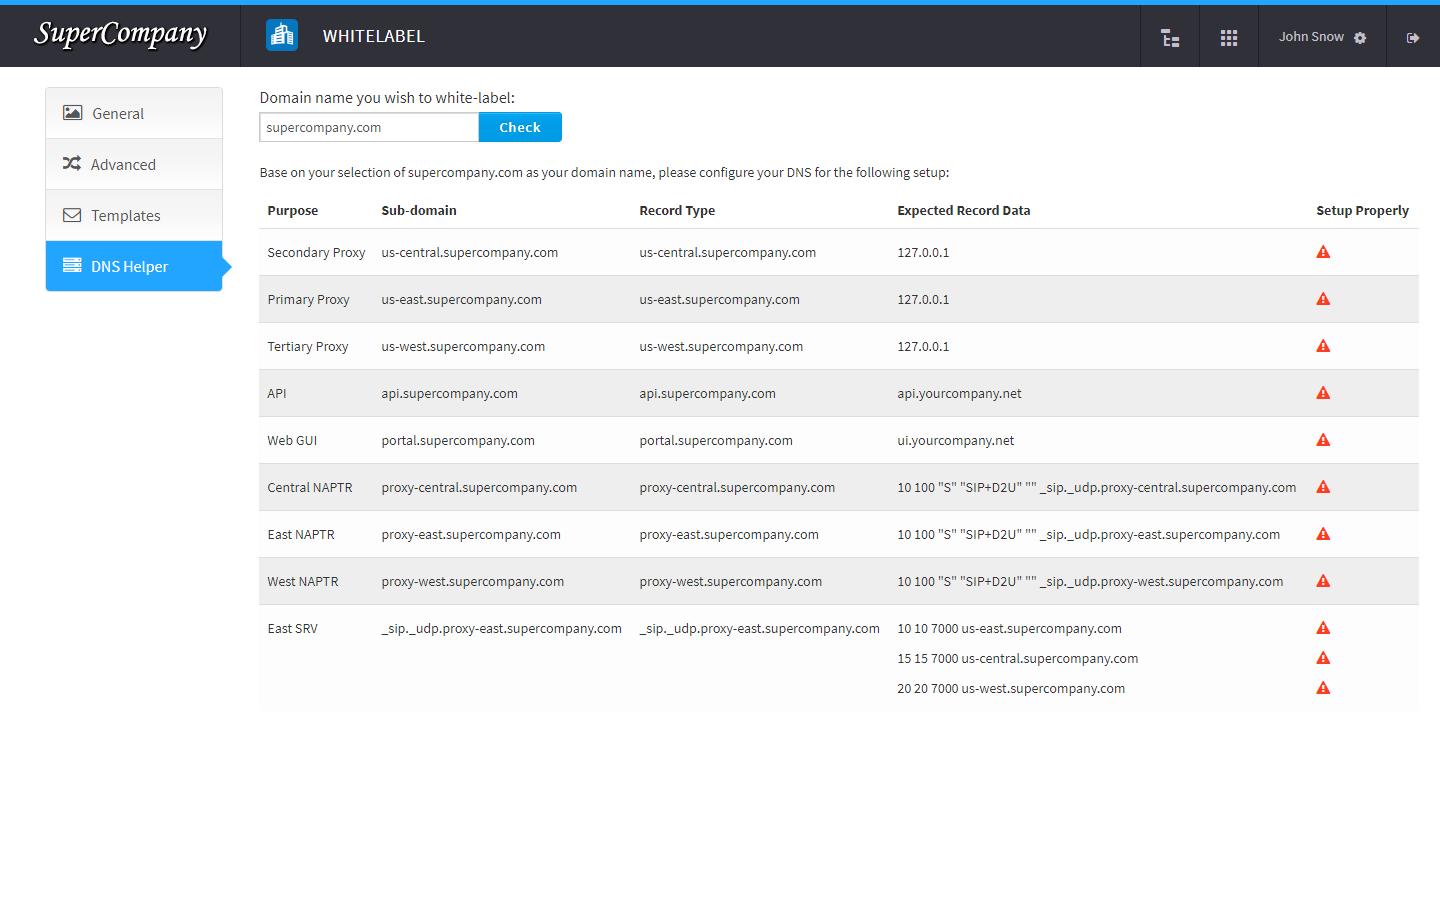 SuperCompany WHITELABEL John Snow
General
Advanced
Templates
DNS Helper
Domain name you wish to white-label:
supercompany.com Check
Base on your selection of supercompany.com as your domain name, please configure your DNS for the following setup:
Purpose Sub-domain Record Type Expected Record Data Setup Properly
Secondary Proxy us-central.supercompany.com us-central.supercompany.com 127.0.0.1
Primary Proxy us-east.supercompany.com us-east.supercompany.com 127.0.0.1
Tertiary Proxy us-west.supercompany.com us-west.supercompany.com 127.0.0.1
API api.supercompany.com api.supercompany.com api.yourcompany.net
Web GUI portal.supercompany.com portal.supercompany.com ui.yourcompany.net
Central NAPTR proxy-central.supercompany.com proxy-central.supercompany.com 10 100 "S" "SIP+D2U" "" _sip._udp.proxy-central.supercompany.com
East NAPTR proxy-east.supercompany.com proxy-east.supercompany.com 10 100 "S" "SIP+D2U" "" _sip._udp.proxy-east.supercompany.com
West NAPTR proxy-west.supercompany.com proxy-west.supercompany.com 10 100 "S" "SIP+D2U" "" _sip._udp.proxy-west.supercompany.com
East SRV _sip._udp.proxy-east.supercompany.com _sip._udp.proxy-east.supercompany.com 10 10 7000 us-east.supercompany.com
15 15 7000 us-central.supercompany.com
20 20 7000 us-west.supercompany.com